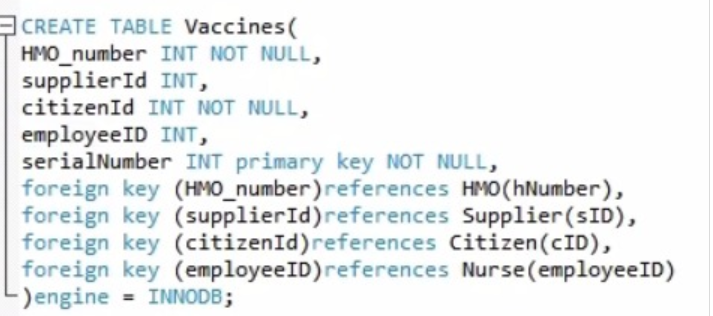 CREATE TABLE Vaccines(
HMO_number INT NOT NULL,
supplierId INT,
citizenId INT NOT NULL,
employeeID INT,
serialNumber INT primary key NOT NULL,
foreign key (HMO_number)references HMO(hNumber),
foreign key (supplierId)references Supplier(sID),
foreign key (citizenId)references Citizen(cID),
foreign key (employeeID)references Nurse(employeeID)
)engine = INNODB;